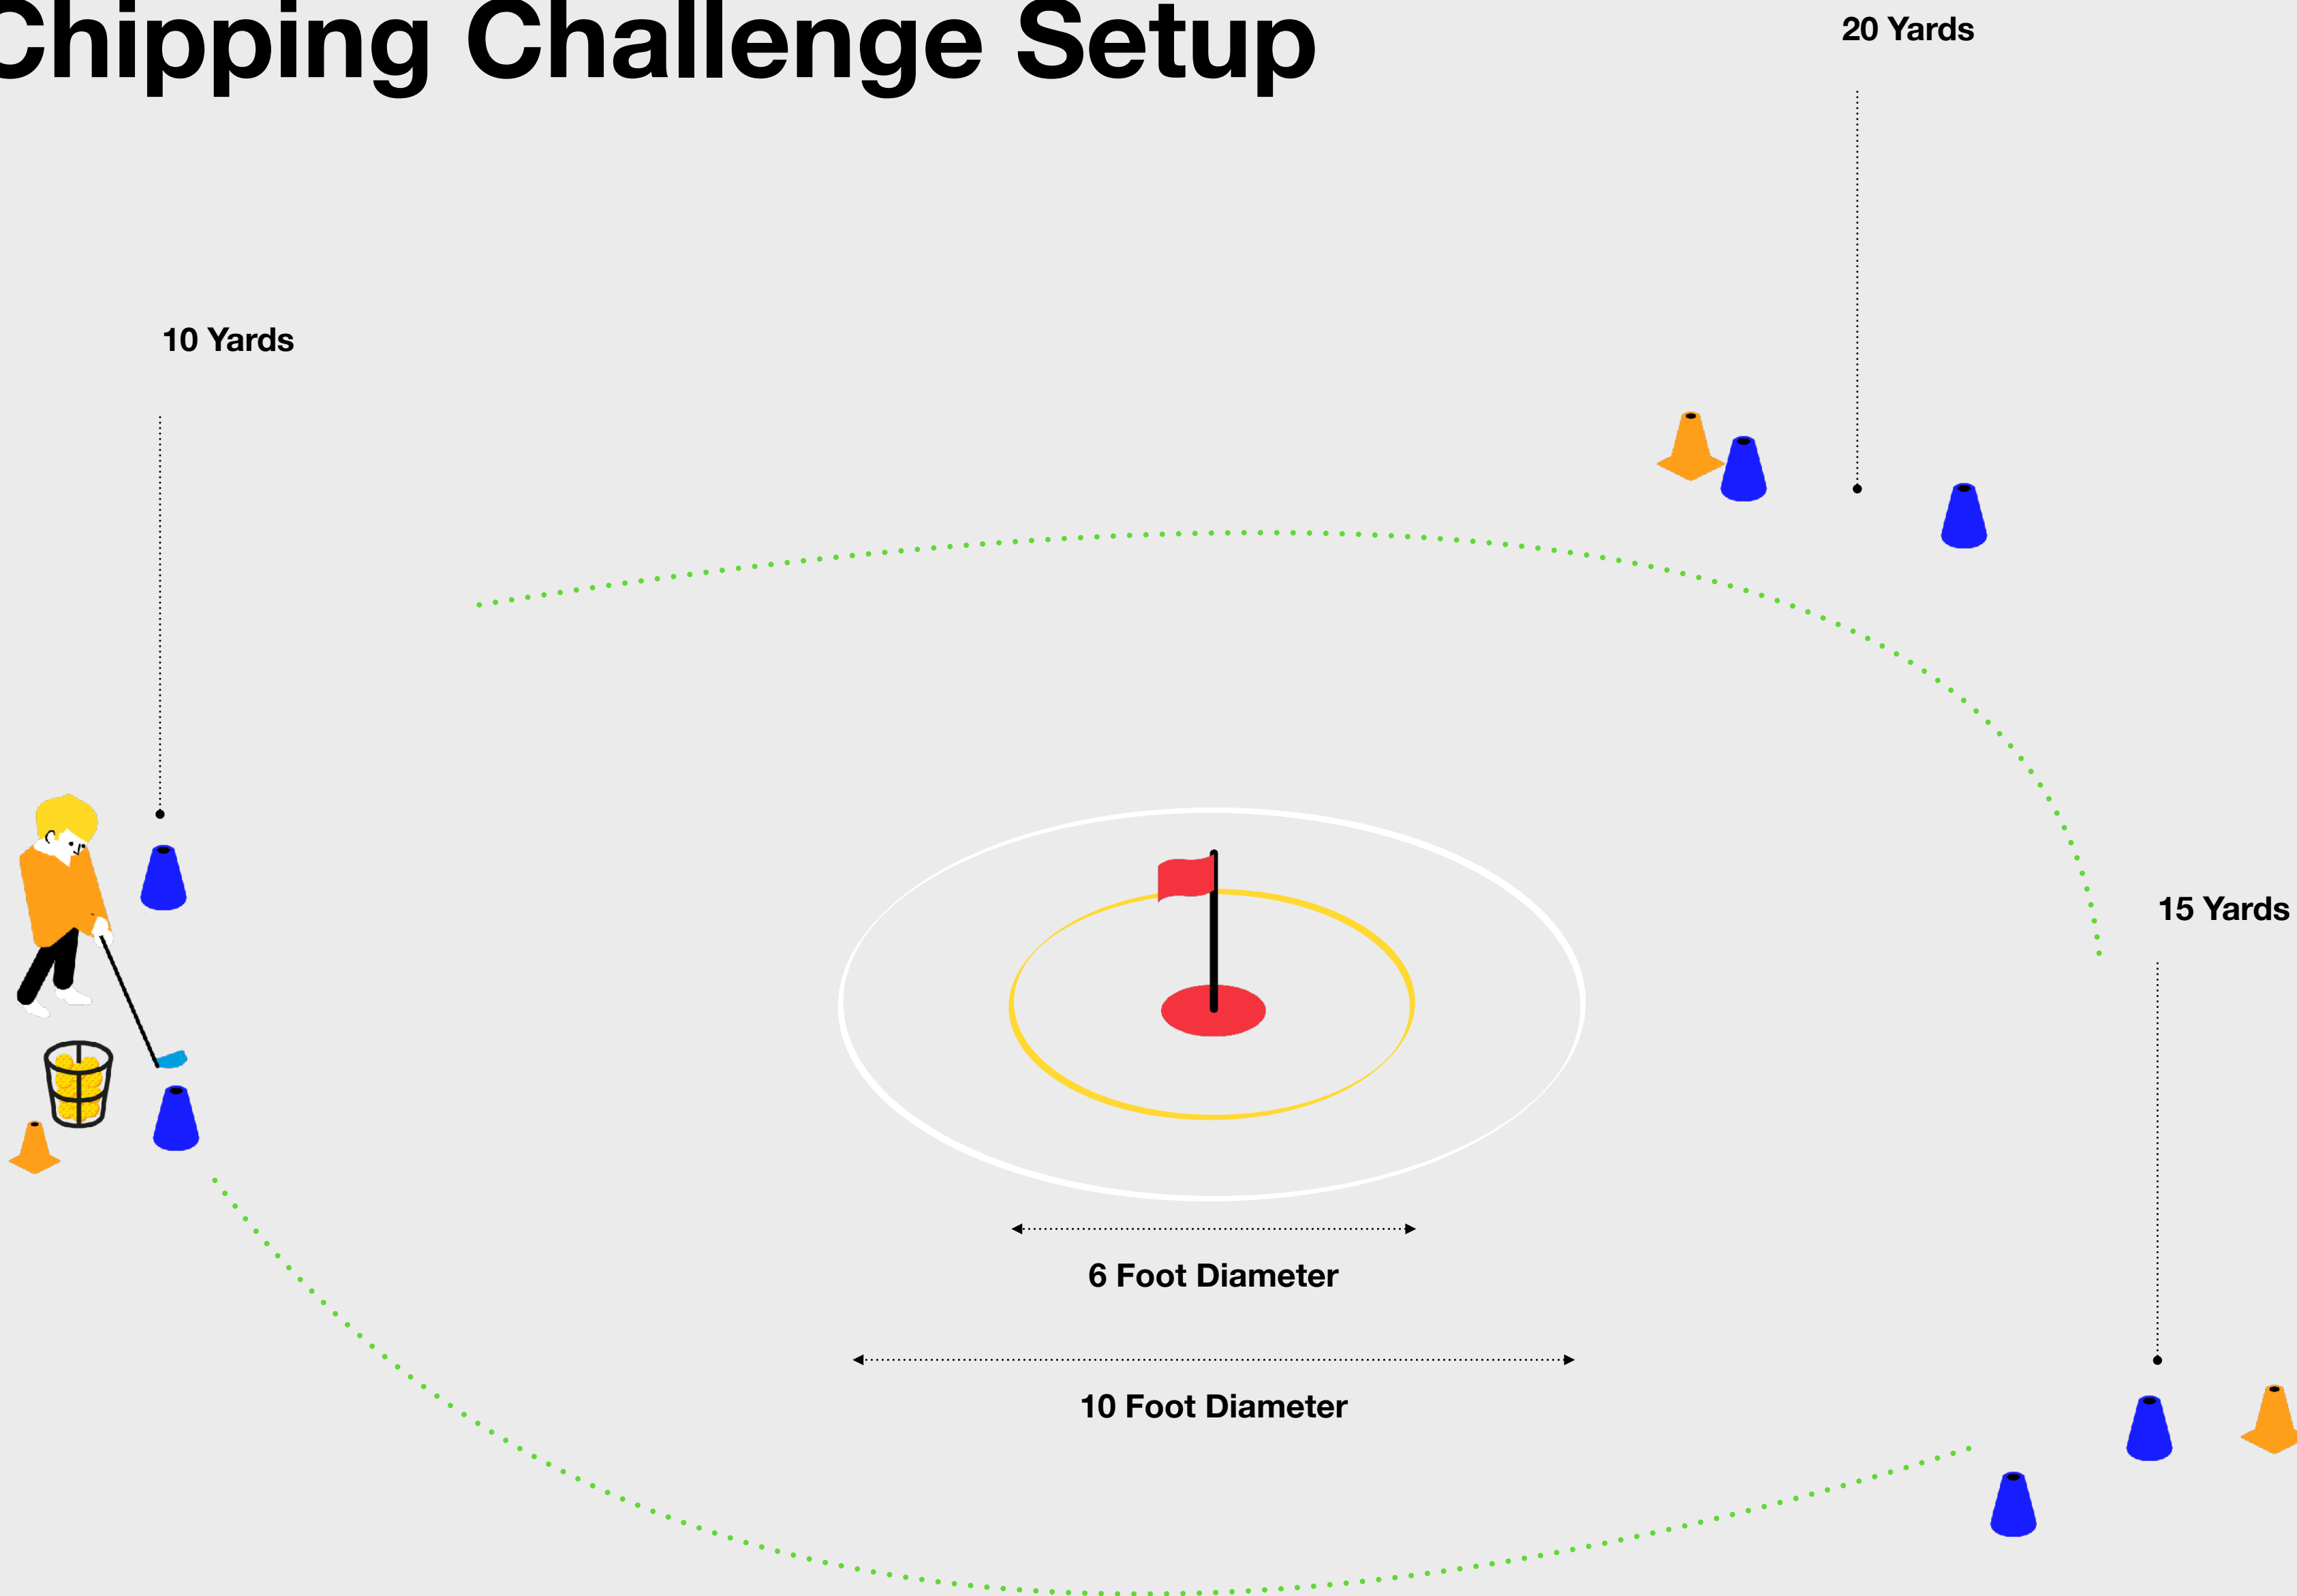 Chipping Challenge Setup
20 Yards
10 Yards
15 Yards
6 Foot Diameter
10 Foot Diameter